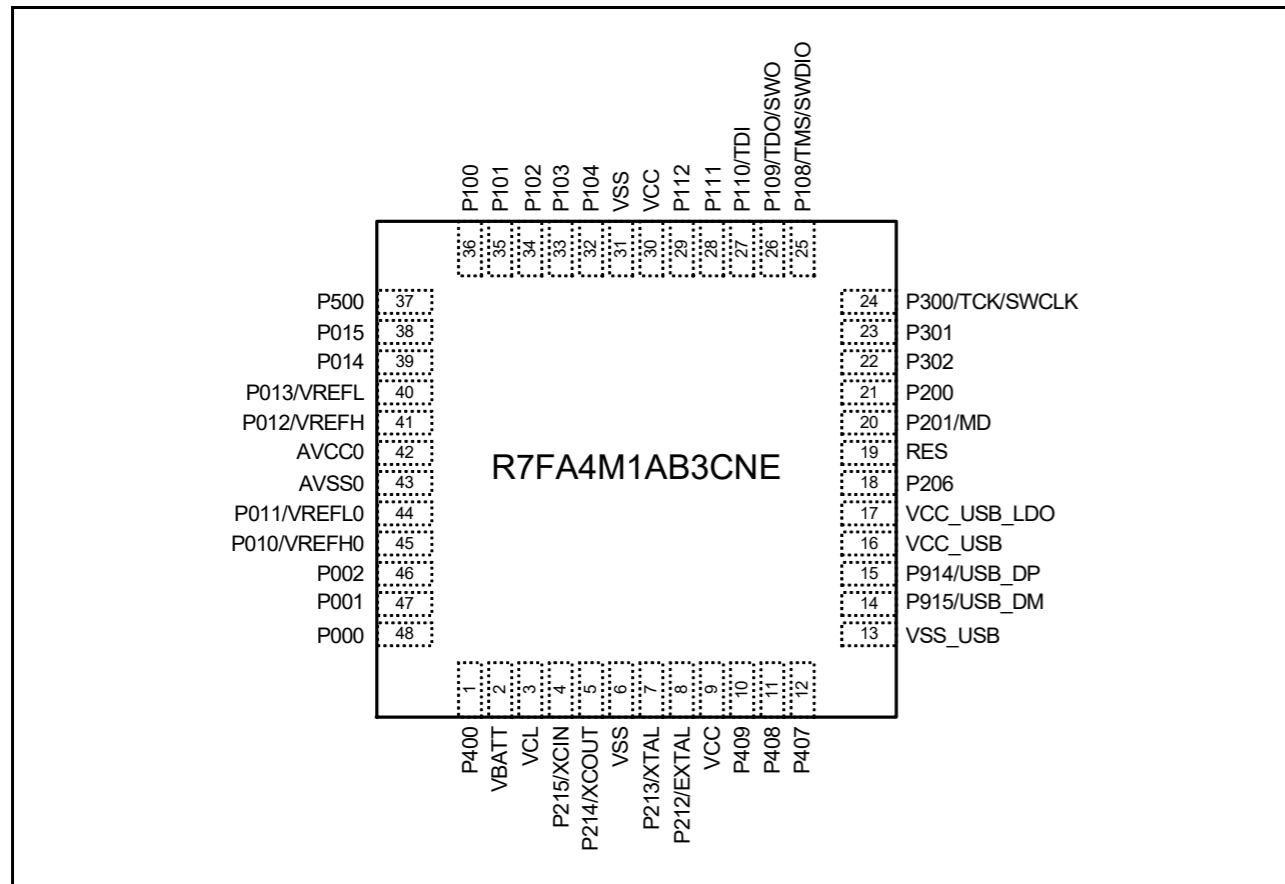 P100
P101
P102
P103
P104
VSS
VCC
P112
P111
P110/TDI
P109/TDO/SWO
P108/TMS/SWDIO
36
35
34
33
32
31
30
29
28
27
26
25
P500 37
P015 38
P014 39
P013/VREFL 40
P012/VREFH 41
AVCC0 42
AVSS0 43
P011/VREFL0 44
P010/VREFH0 45
P002 46
P001 47
P000 48
R7FA4M1AB3CNE
24 P300/TCK/SWCLK
23 P301
22 P302
21 P200
20 P201/MD
19 RES
18 P206
17 VCC_USB_LDO
16 VCC_USB
15 P914/USB_DP
14 P915/USB_DM
13 VSS_USB
1
2
3
4
5
6
7
8
9
10
11
12
P400
VBATT
VCL
P215/XCIN
P214/XCOUT
VSS
P213/XTAL
P212/EXTAL
VCC
P409
P408
P407